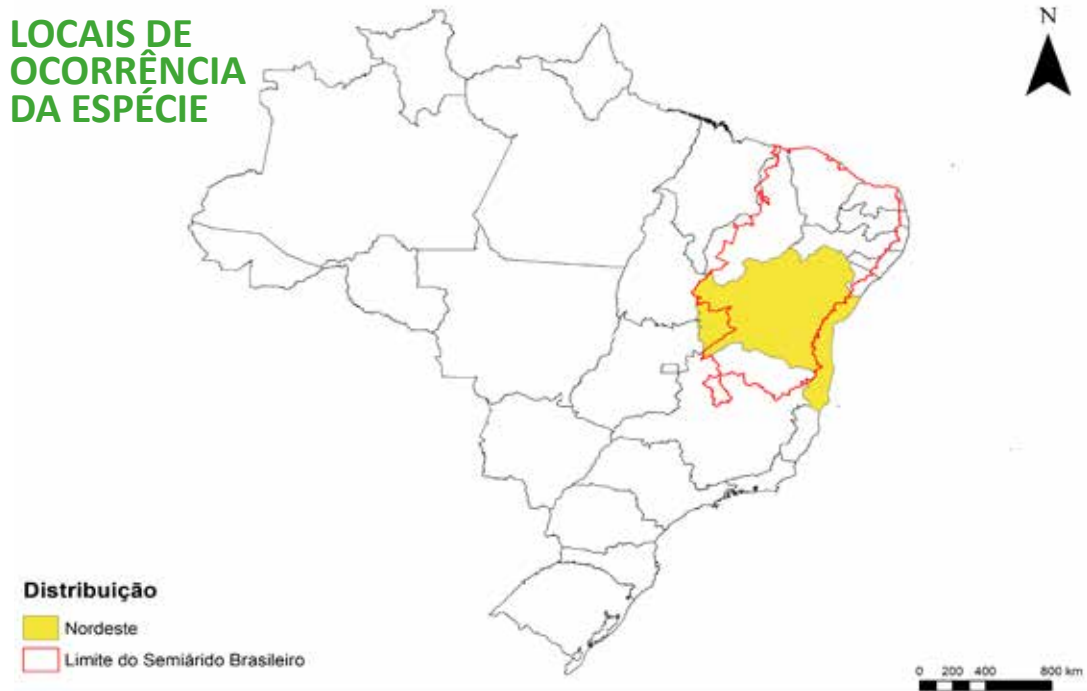 LOCAIS DE
OCORRÊNCIA
DA ESPÉCIE
N
Distribuição
Nordeste
Limite do Semiárido Brasileiro
0 200 400 800 km